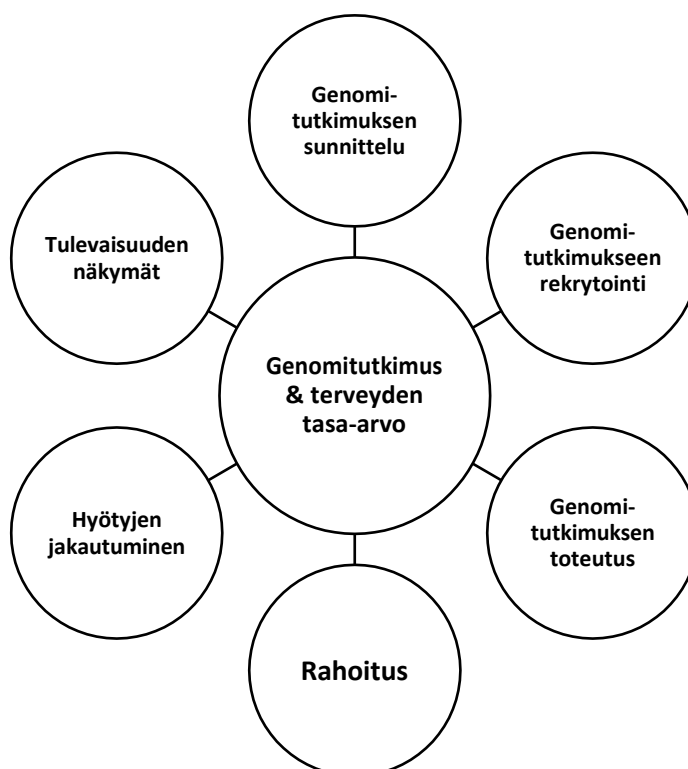 Genomi-
tutkimuksen
sunnittelu
Genomi-
tutkimukseen
rekrytointi
Genomi-
tutkimuksen
toteutus
Rahoitus
Hyötyjen
jakautuminen
Tulevaisuuden
näkymät
Genomitutkimus
& terveyden
tasa-arvo